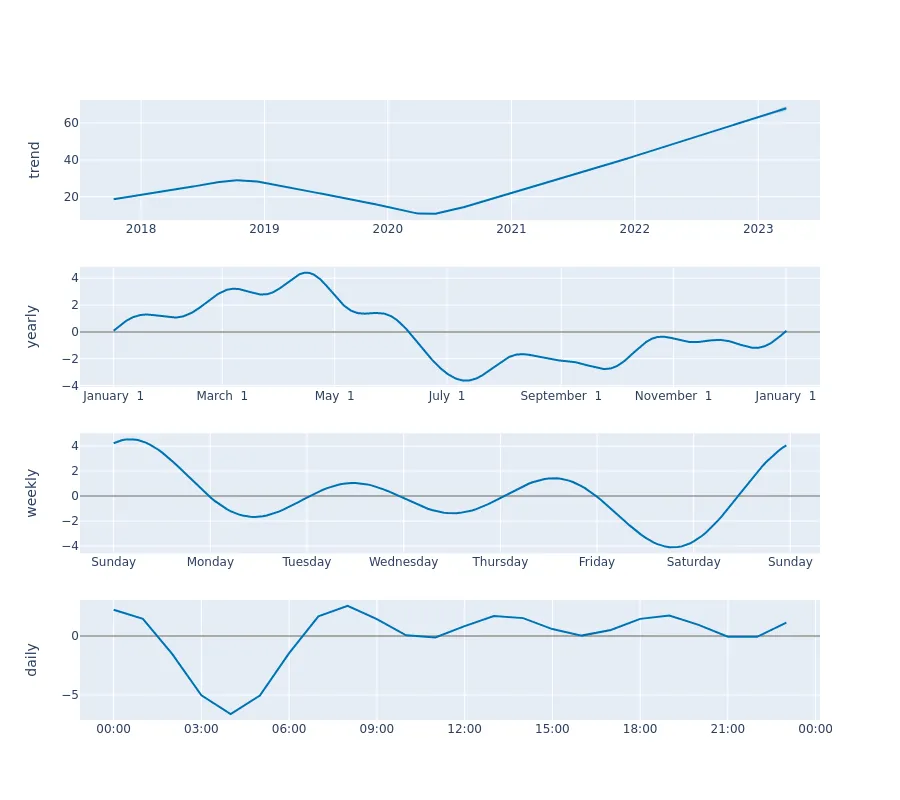 trend
60
40
20
2018 2019 2020 2021 2022 2023
yearly
4
2
0
−2
−4
January 1 March 1 May 1 July 1 September 1 November 1 January 1
weekly
4
2
0
−2
−4
Sunday Monday Tuesday Wednesday Thursday Friday Saturday Sunday
daily
0
−5
00:00 03:00 06:00 09:00 12:00 15:00 18:00 21:00 00:00